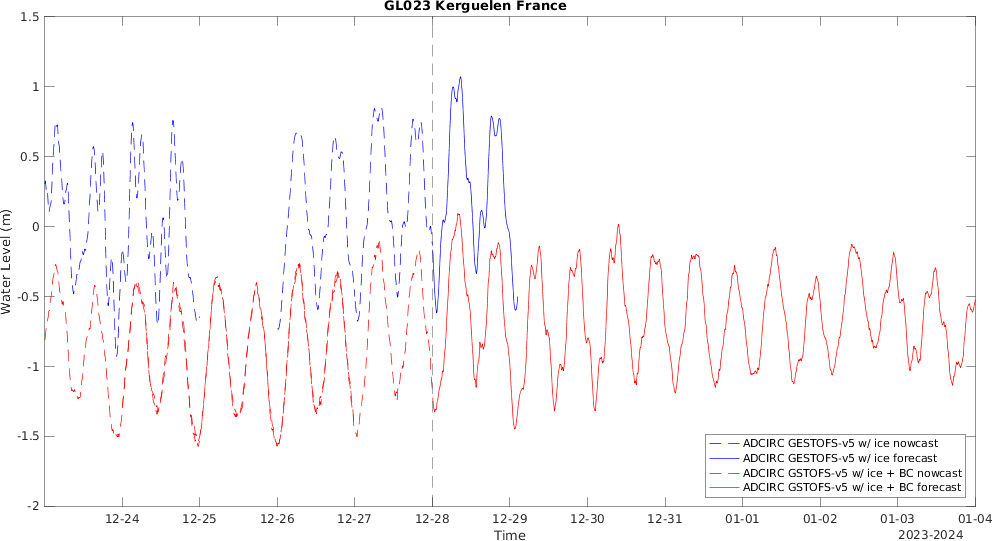 GL023 Kerguelen France
1.5
1
0.5
0
-0.5
-1
-1.5
-2
Water Level (m)
ADCIRC GESTOFS-v5 w/ ice nowcast
ADCIRC GESTOFS-v5 w/ ice forecast
ADCIRC GSTOFS-v5 w/ ice + BC nowcast
ADCIRC GSTOFS-v5 w/ ice + BC forecast
12-24 12-25 12-26 12-27 12-28 12-29 12-30 12-31 01-01 01-02 01-03 01-04
Time
2023-2024